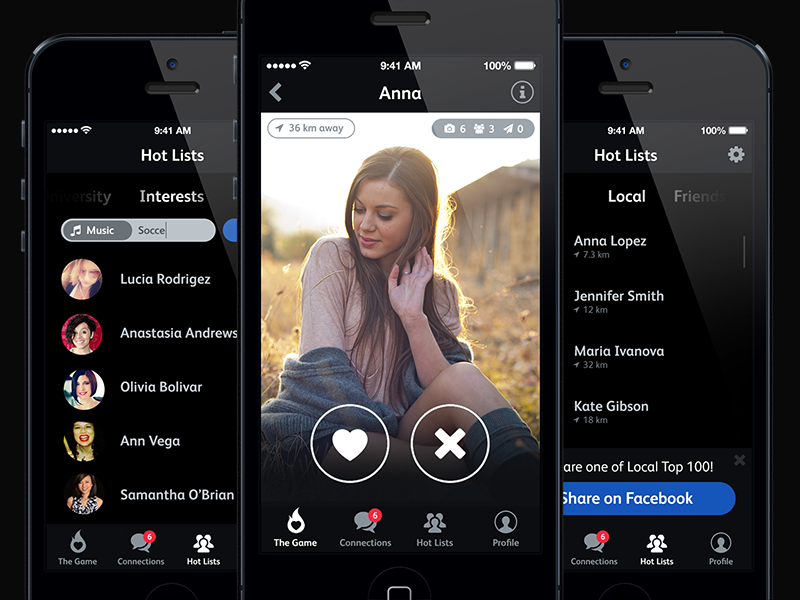 9:41 AM
Hot Lists
University
Interests
Music
Socce
Lucia Rodrigez
Anastasia Andrews
Olivia Bolivar
Ann Vega
Samantha O'Brian
The Game
6
Connections
Hot Lists
9:41 AM
100%
Anna
36 km away
6
3
0
The Game
6
Connections
Hot Lists
Profile
9:41 AM
100%
Hot Lists
Local
Friends
Anna Lopez
7.3 km
Jennifer Smith
12 km
Maria Ivanova
32 km
Kate Gibson
18 km
are one of Local Top 100!
Share on Facebook
6
Connections
Hot Lists
Profile